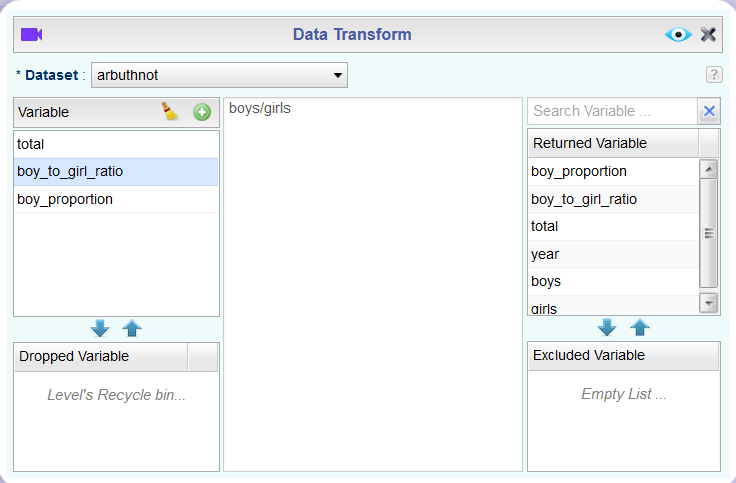 Data Transform
* Dataset : arbuthnot
?
Variable
total
boy_to_girl_ratio
boy_proportion
Dropped Variable
Level's Recycle bin...
boys/girls
Search Variable ...
Returned Variable
boy_proportion
boy_to_girl_ratio
total
year
boys
girls
Excluded Variable
Empty List ...